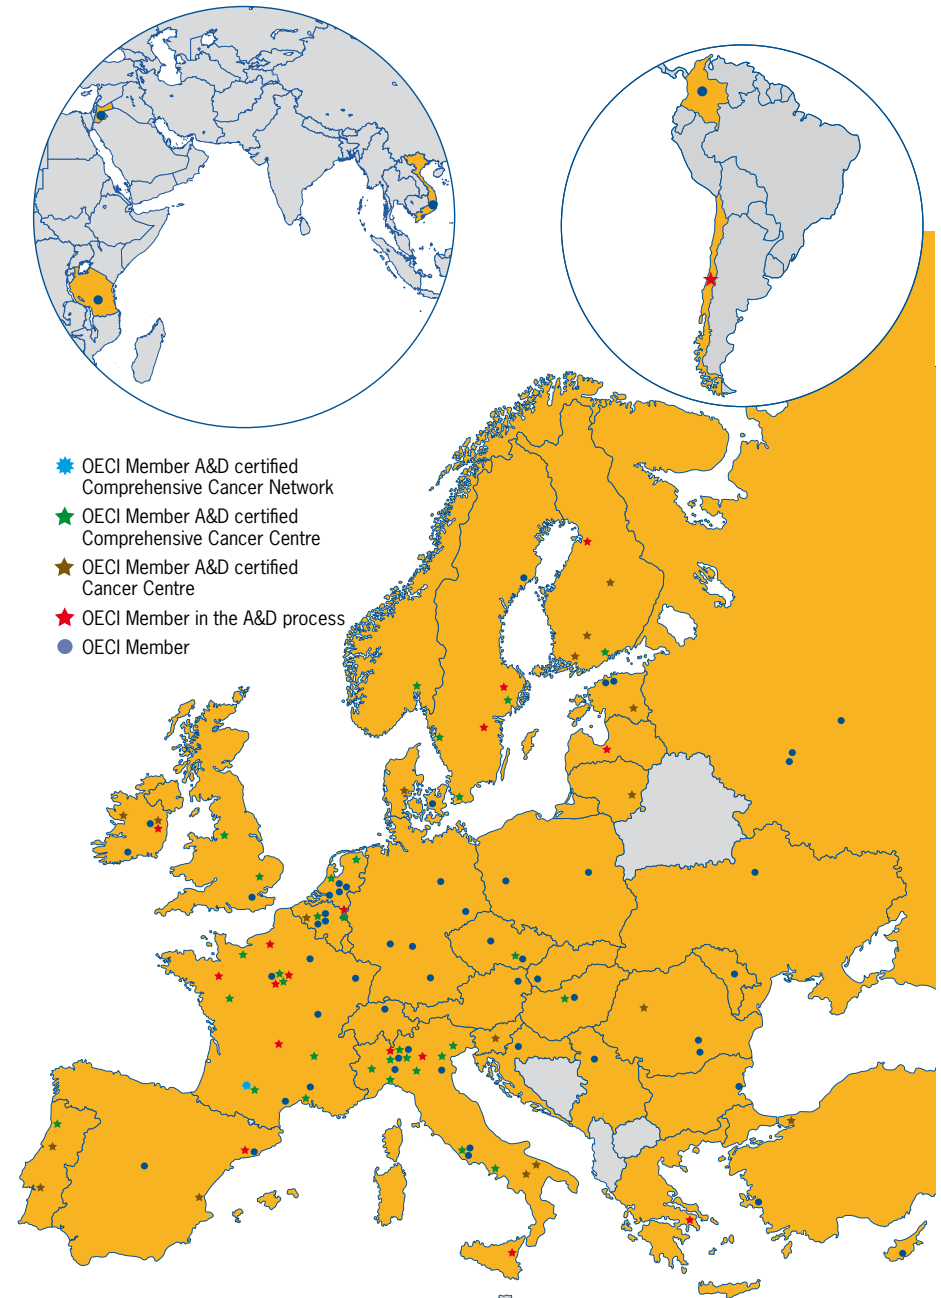 OECI Member A&D certified
Comprehensive Cancer Network
OECI Member A&D certified
Comprehensive Cancer Centre
OECI Member A&D certified
Cancer Centre
OECI Member in the A&D process
OECI Member